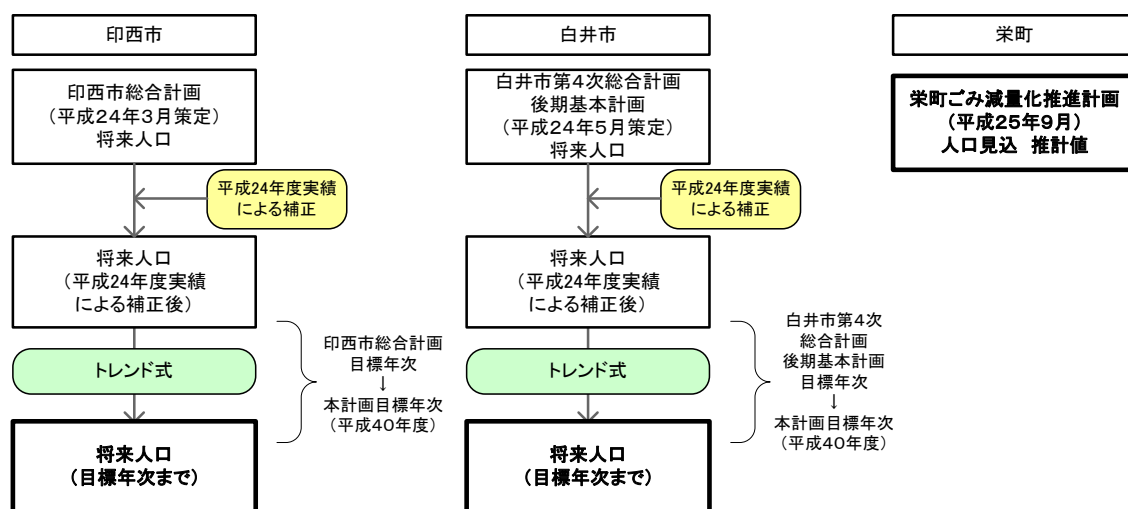 印西市
印西市総合計画
（平成24年3月策定）
将来人口
平成24年度実績
による補正
将来人口
（平成24年度実績
による補正後）
トレンド式
印西市総合計画
目標年次
↓
本計画目標年次
（平成40年度）
将来人口
（目標年次まで）
白井市
白井市第4次総合計画
後期基本計画
（平成24年5月策定）
将来人口
平成24年度実績
による補正
将来人口
（平成24年度実績
による補正後）
トレンド式
白井市第4次
総合計画
後期基本計画
目標年次
↓
本計画目標年次
（平成40年度）
将来人口
（目標年次まで）
栄町
栄町ごみ減量化推進計画
（平成25年9月）
人口見込　推計値